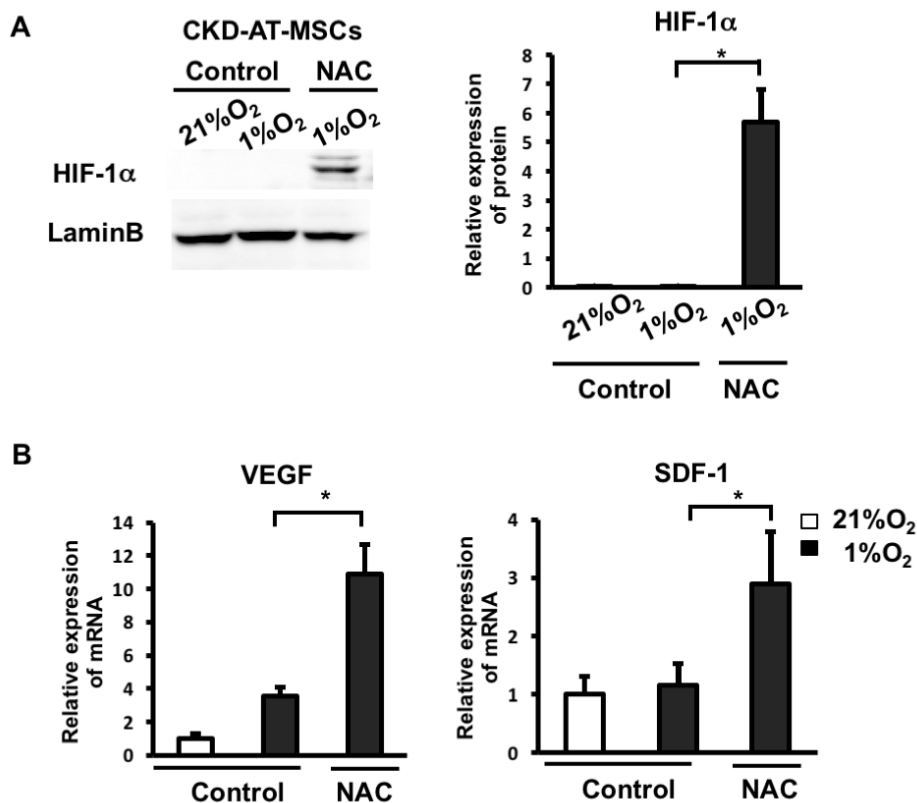 A
CKD-AT-MSCs
Control NAC
21%O₂ 1%O₂ 1%O₂
HIF-1α
LaminB
HIF-1α
Relative expression
of protein
8
7
6
5
4
3
2
1
0
*
21%O₂ 1%O₂ 1%O₂
Control NAC
B
VEGF
Relative expression
of mRNA
14
12
10
8
6
4
2
0
*
Control NAC
SDF-1
Relative expression
of mRNA
4
3
2
1
0
*
21%O₂
1%O₂
Control NAC